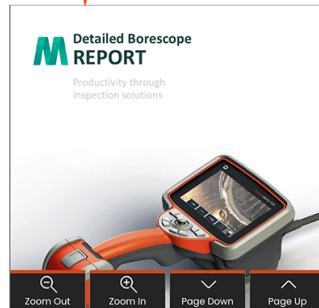 Detailed Borescope
REPORT
Productivity through
inspection solutions
Zoom Out
Zoom In
Page Down
Page Up